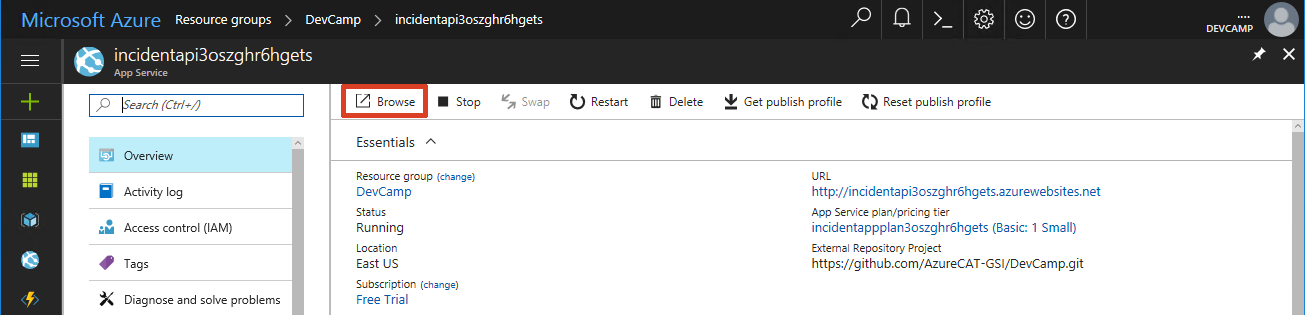 Microsoft Azure Resource groups > DevCamp > incidentapi3oszghr6hgets
....
DEVCAMP
incidentapi3oszghr6hgets
App Service
Search (Ctrl+/)
Browse Stop Swap Restart Delete Get publish profile Reset publish profile
Overview
Activity log
Access control (IAM)
Tags
Diagnose and solve problems
Essentials
Resource group (change)
DevCamp
Status
Running
Location
East US
Subscription (change)
Free Trial
URL
http://incidentapi3oszghr6hgets.azurewebsites.net
App Service plan/pricing tier
incidentappplan3oszghr6hgets (Basic: 1 Small)
External Repository Project
https://github.com/AzureCAT-GSI/DevCamp.git